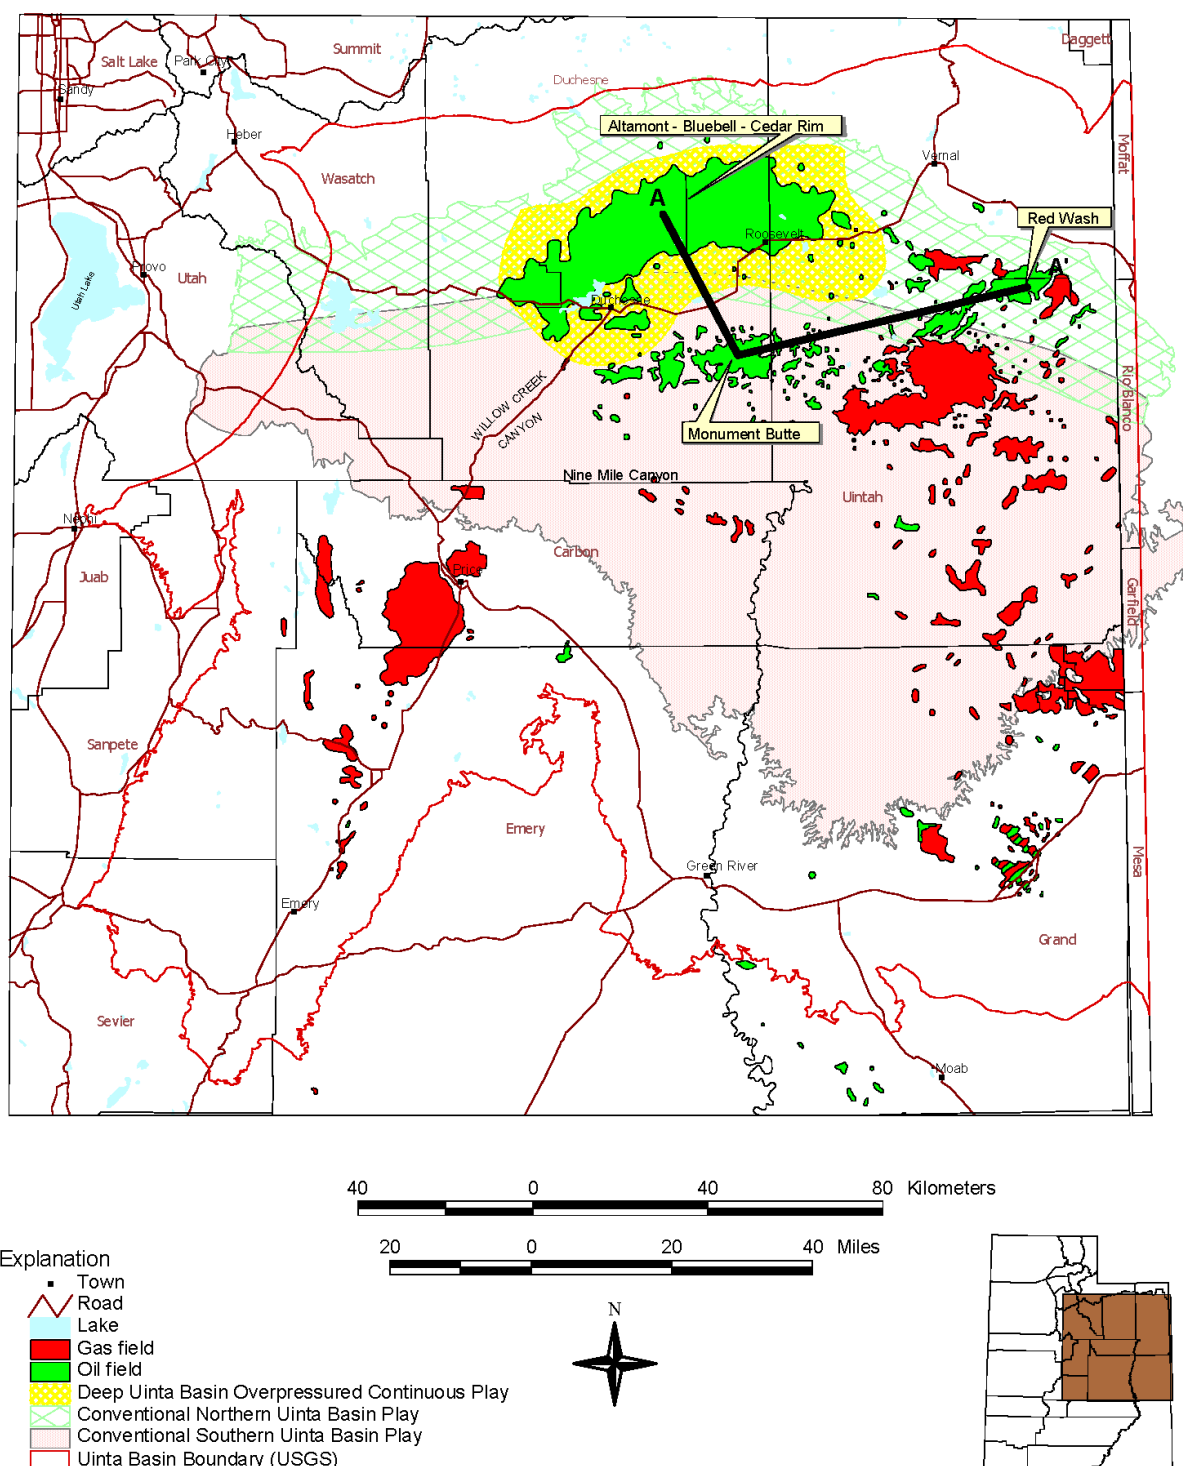 Summit
Daggett
Salt Lake
Park City
Duchesne
Sandy
Altamont - Bluebell - Cedar Rim
Heber
Moffat
Vernal
Wasatch
A
Red Wash
Roosevelt
Provo
Utah
A'
Utah Lake
Duchesne
WILLOW CREEK
CANYON
Rio Blanco
Monument Butte
Nine Mile Canyon
Uintah
Nephi
Carbon
Price
Juab
Garfield
Sanpete
Emery
Mesa
Green River
Emery
Grand
Sevier
Moab
40 0 40 80 Kilometers
20 0 20 40 Miles
Explanation
Town
Road
Lake
Gas field
Oil field
Deep Uinta Basin Overpressured Continuous Play
Conventional Northern Uinta Basin Play
Conventional Southern Uinta Basin Play
Uinta Basin Boundary (USGS)
N